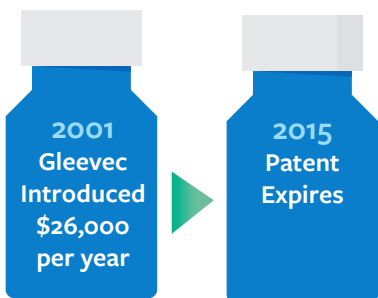 2001
Gleevec
Introduced
$26,000
per year
2015
Patent
Expires